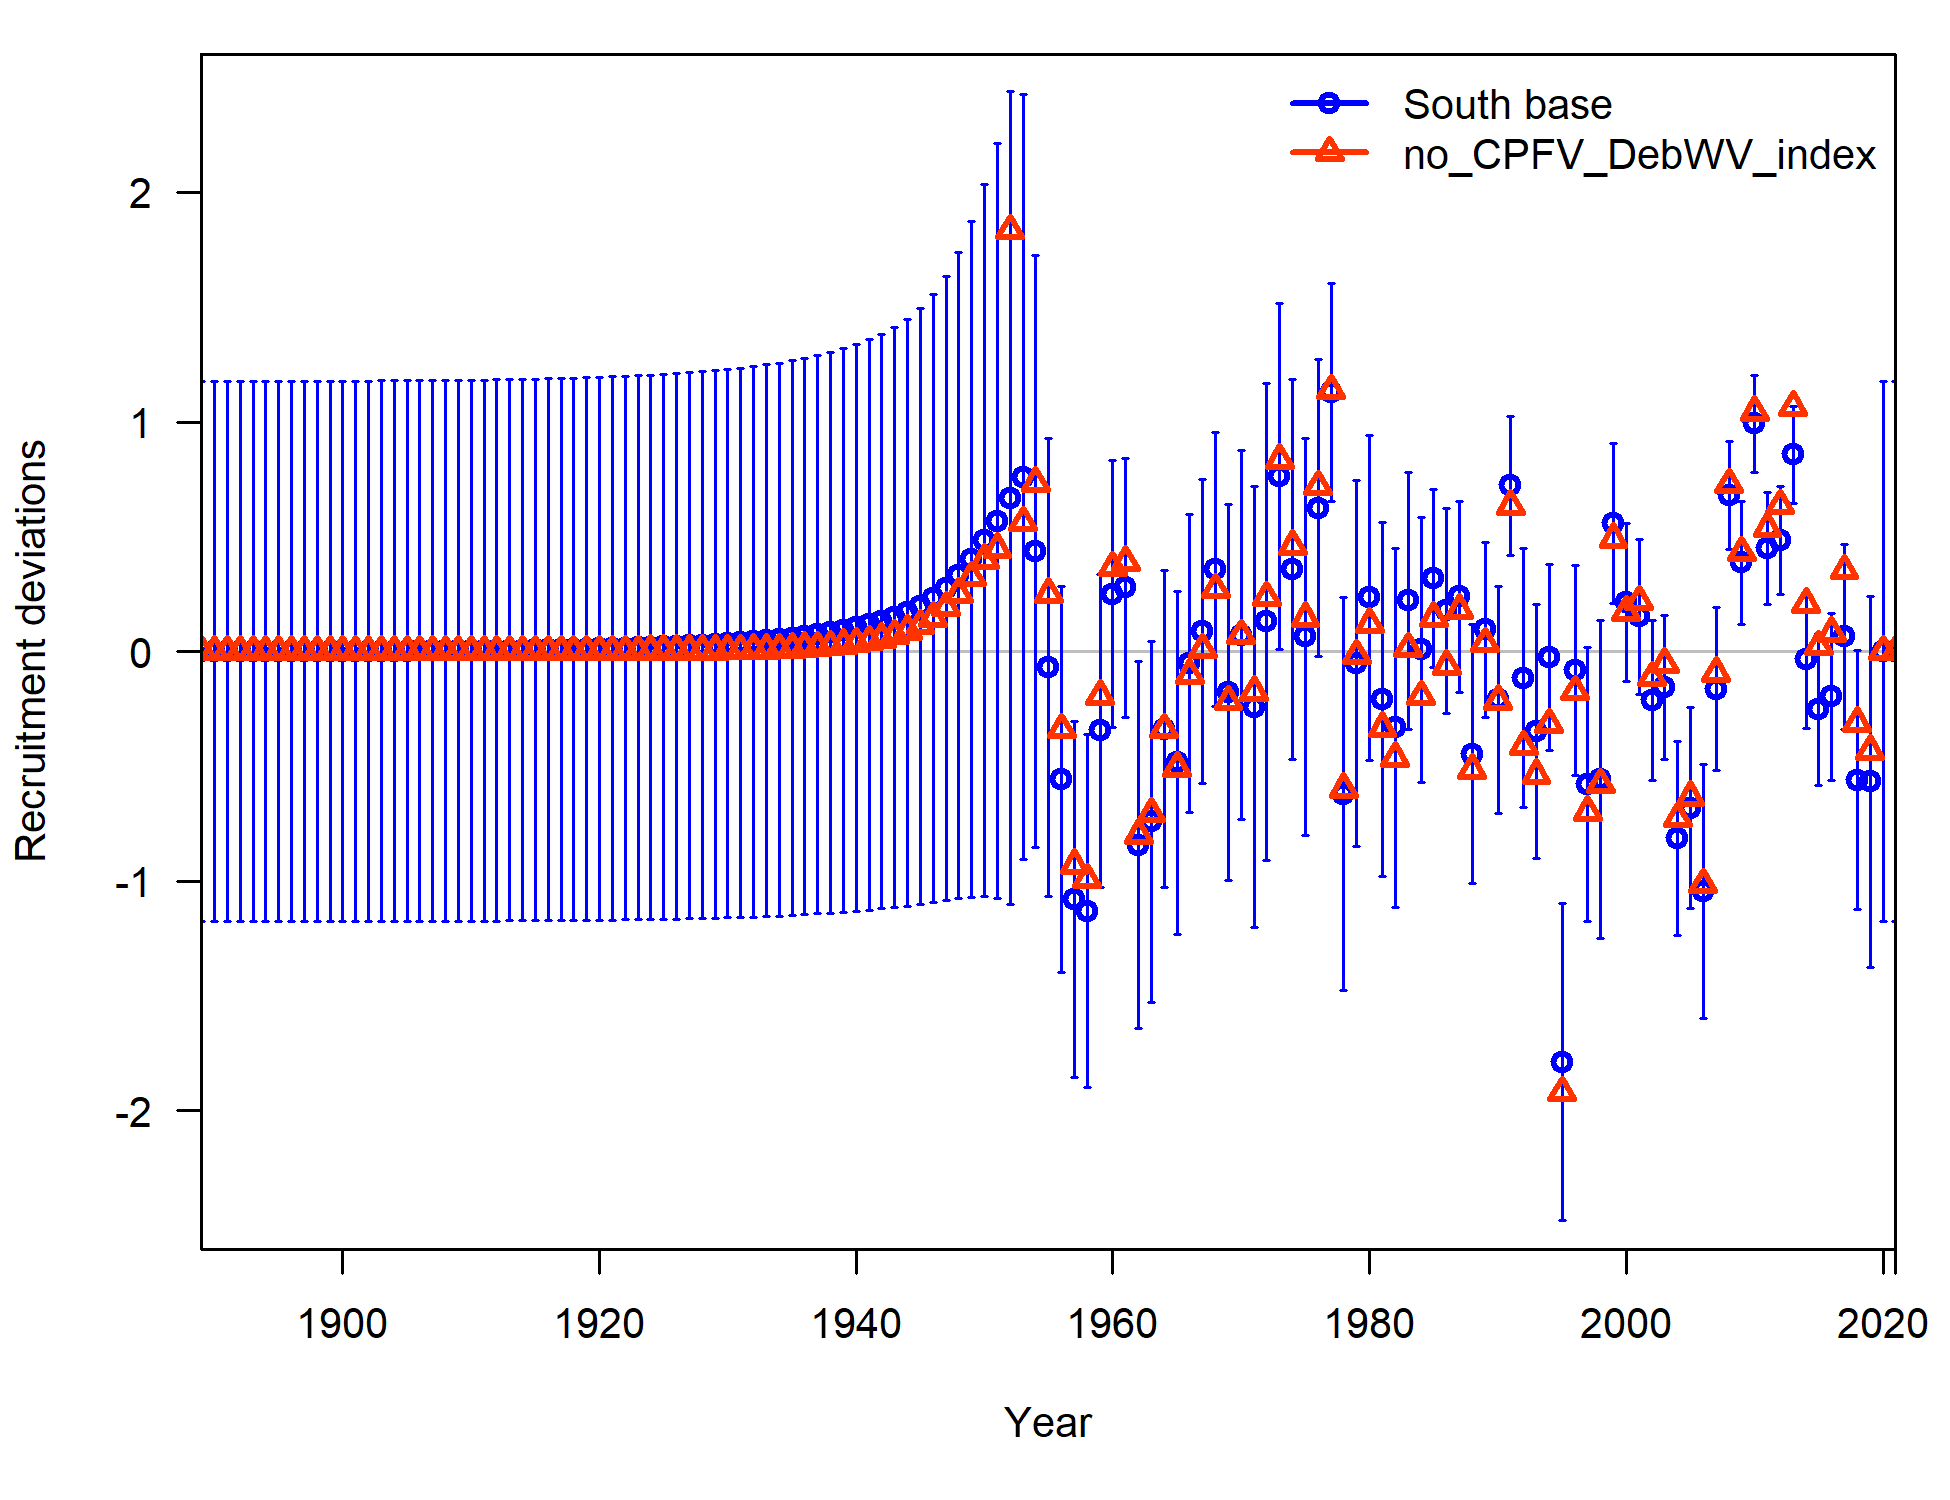 South base
no_CPFV_DebWV_index
2
1
0
-1
-2
Recruitment deviations
1900 1920 1940 1960 1980 2000 2020
Year